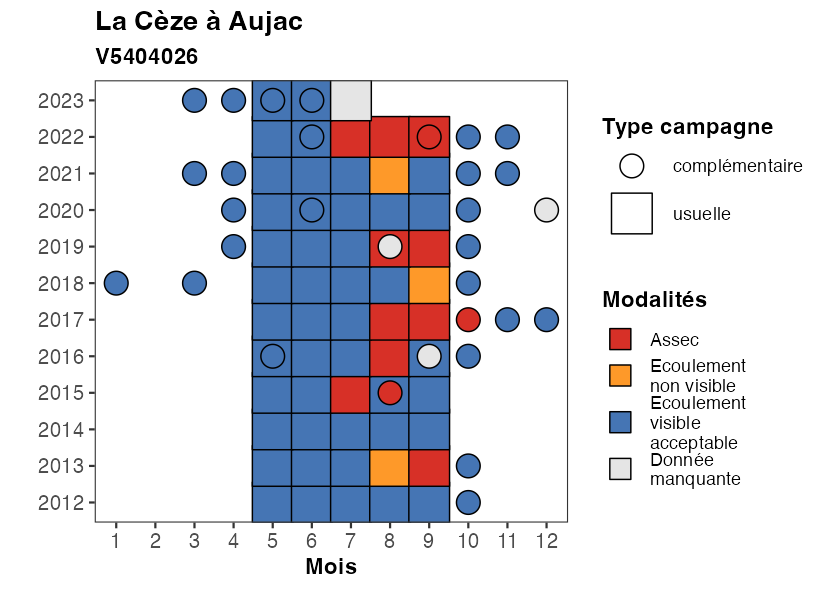 La Cèze à Aujac
V5404026
2023
2022
2021
2020
2019
2018
2017
2016
2015
2014
2013
2012
1 2 3 4 5 6 7 8 9 10 11 12
Mois
Type campagne
complémentaire
usuelle
Modalités
Assec
Ecoulement
non visible
Ecoulement
visible
acceptable
Donnée
manquante